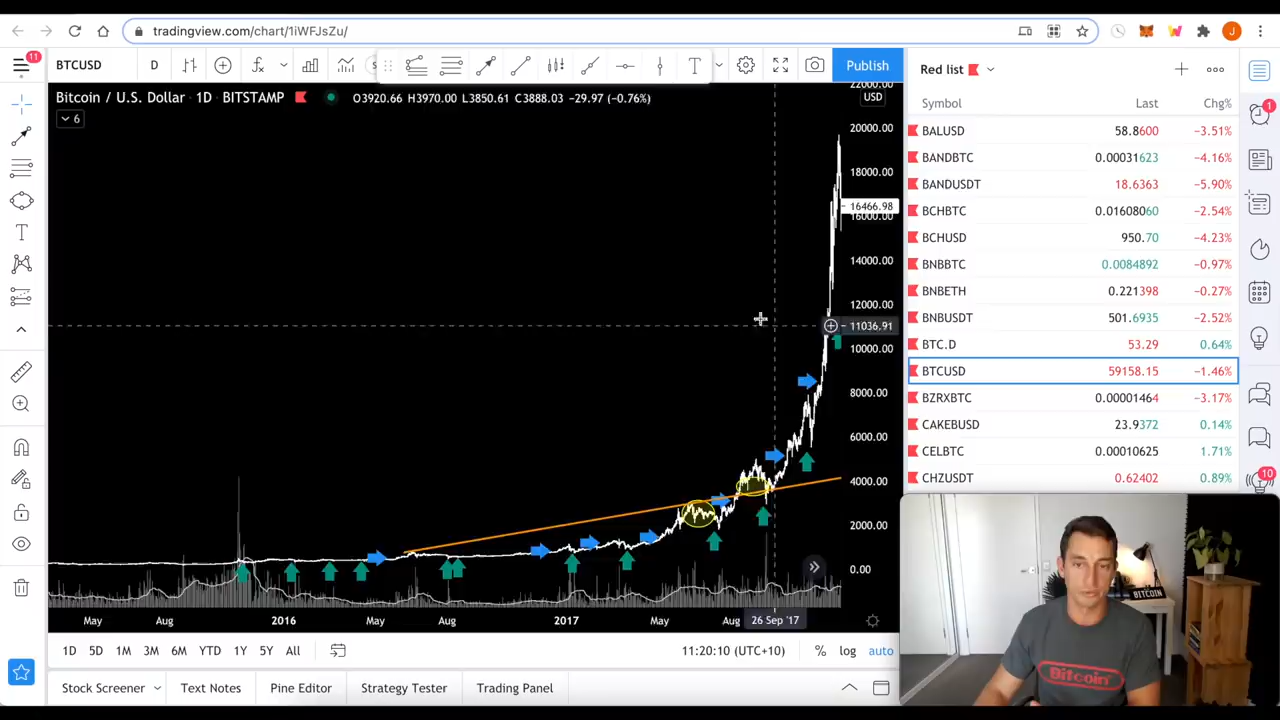 tradingview.com/chart/1iWFJsZu/
J
11
BTCUSD
D
Publish
Bitcoin / U.S. Dollar · 1D · BITSTAMP
O3920.66 H3970.00 L3850.61 C3888.03 −29.97 (−0.76%)
6
22000.00
USD
20000.00
18000.00
16466.98
16000.00
14000.00
12000.00
11036.91
10000.00
8000.00
6000.00
4000.00
2000.00
0.00
May
Aug
2016
May
Aug
2017
May
Aug
26 Sep '17
1D 5D 1M 3M 6M YTD 1Y 5Y All
11:20:10 (UTC+10)
% log auto
Stock Screener
Text Notes
Pine Editor
Strategy Tester
Trading Panel
Red list
Symbol Last Chg%
BALUSD 58.8600 −3.51%
BANDBTC 0.00031623 −4.16%
BANDUSDT 18.6363 −5.90%
BCHBTC 0.01608060 −2.54%
BCHUSD 950.70 −4.23%
BNBBTC 0.0084892 −0.97%
BNBETH 0.221398 −0.27%
BNBUSDT 501.6935 −2.52%
BTC.D 53.29 0.64%
BTCUSD 59158.15 −1.46%
BZRXBTC 0.00001464 −3.17%
CAKEBUSD 23.9372 0.14%
CELBTC 0.00010625 1.71%
CHZUSDT 0.62402 0.89%
1
10
BITCOIN
Bitcoin